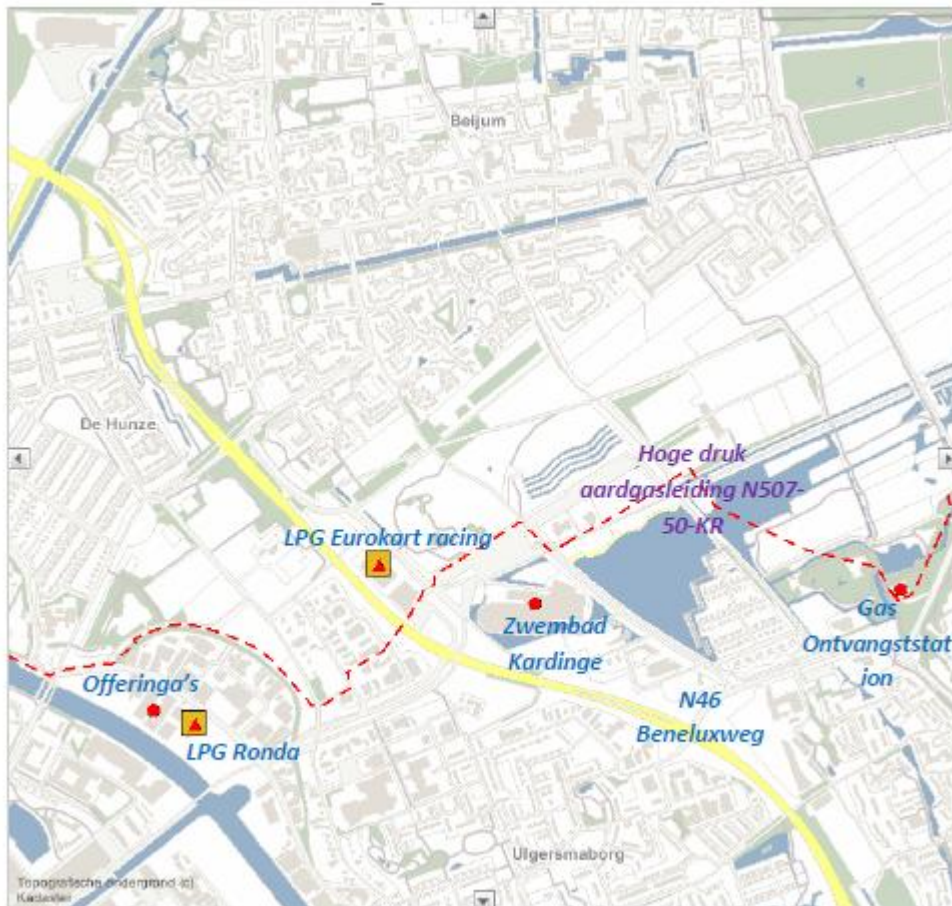 Beijum
De Hunze
Hoge druk
aardgasleiding N507-
50-KR
LPG Eurokart racing
Zwembad
Kardinge
Gas
Ontvangststat
ion
Offeringa's
LPG Ronda
N46
Beneluxweg
Ulgersmaborg
Topografische ondergrond (c)
Kadaster